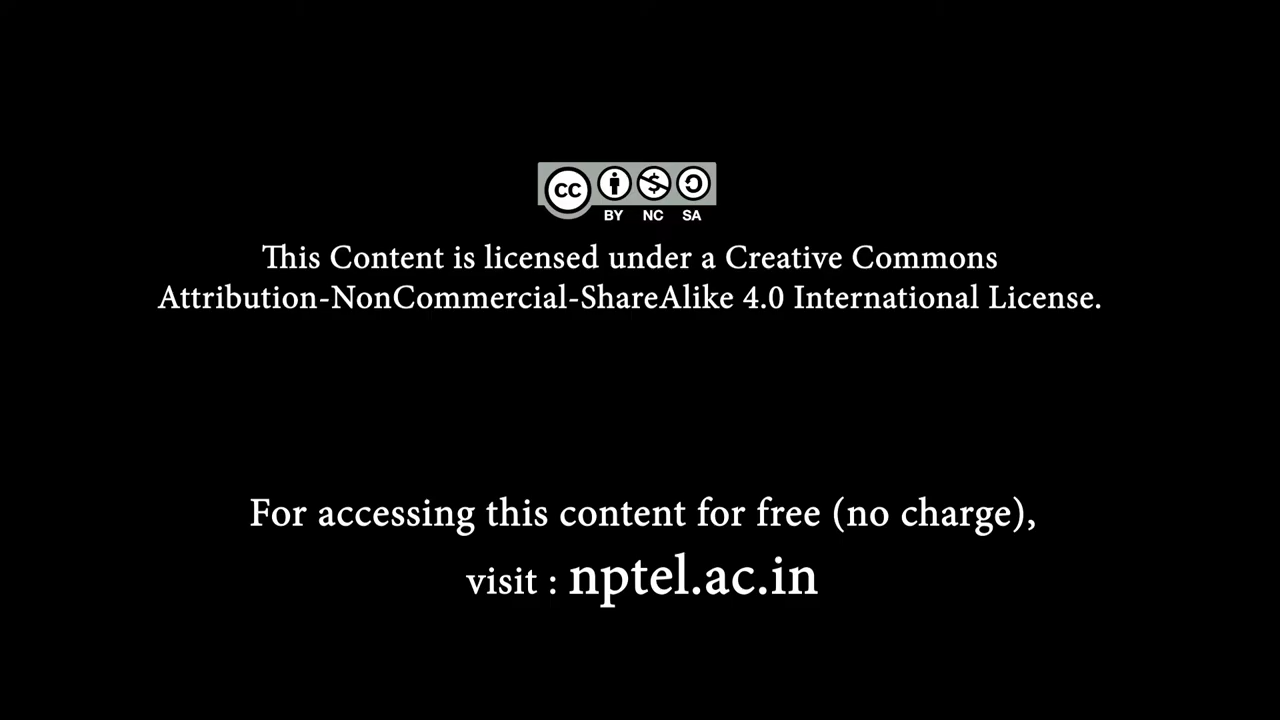 cc
BY NC SA
This Content is licensed under a Creative Commons
Attribution-NonCommercial-ShareAlike 4.0 International License.
For accessing this content for free (no charge),
visit : nptel.ac.in